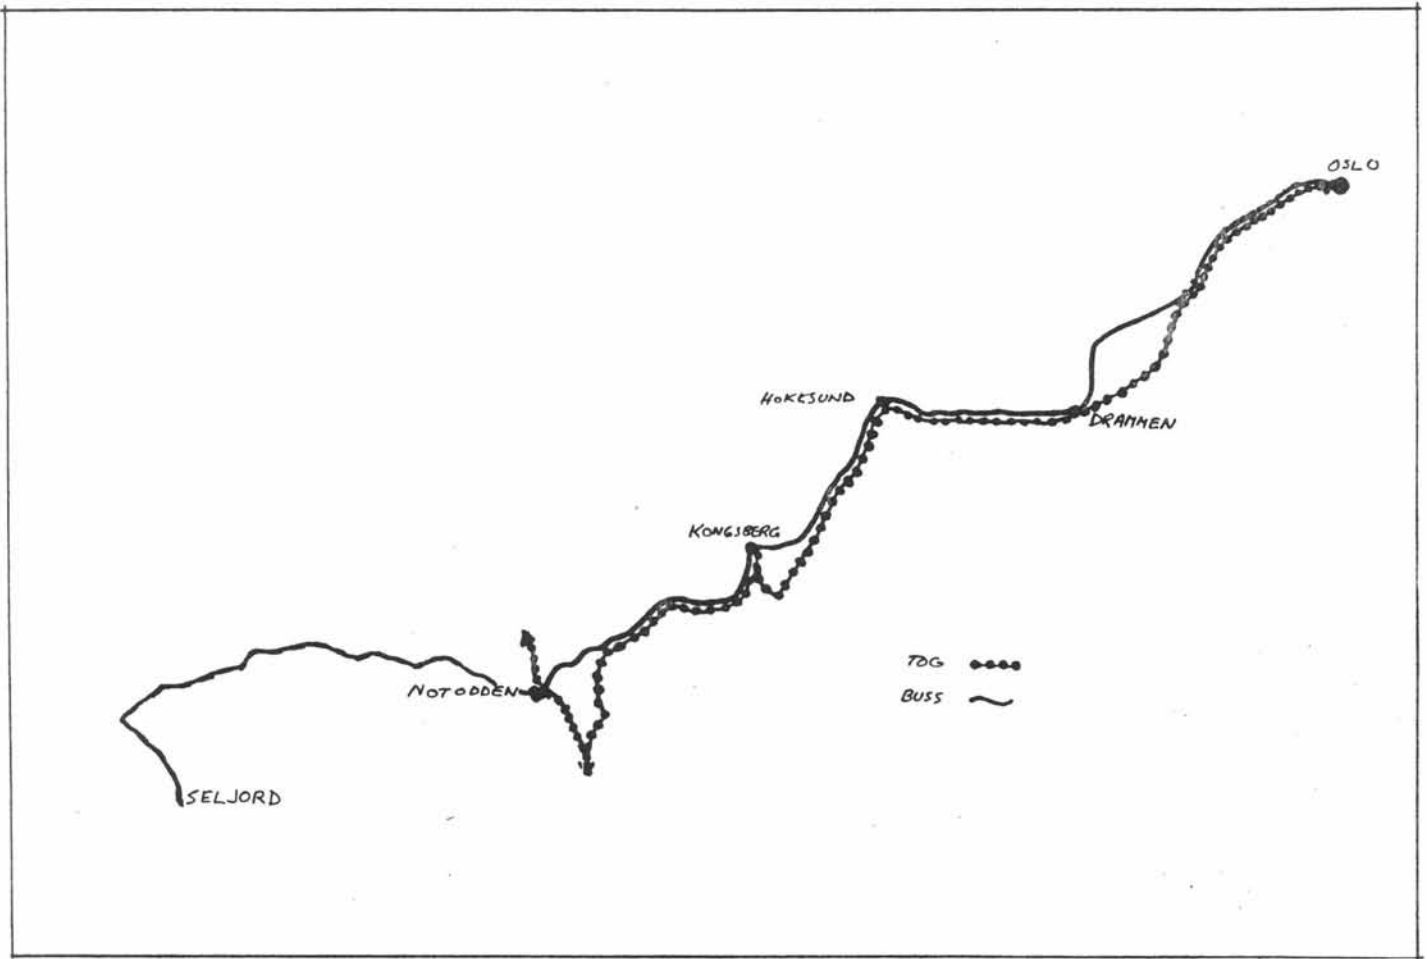 OSLO
HOKKSUND
DRAMMEN
KONGSBERG
TOG
NOTODDEN
BUSS
SELJORD